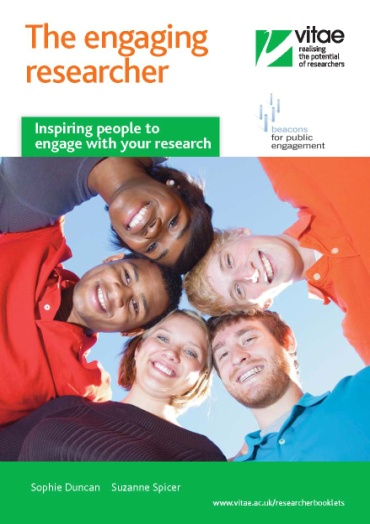 The engaging
researcher
vitae
realising
the potential
of researchers
Inspiring people to
engage with your research
beacons
for public
engagement
Sophie Duncan Suzanne Spicer
www.vitae.ac.uk/researcherbooklets